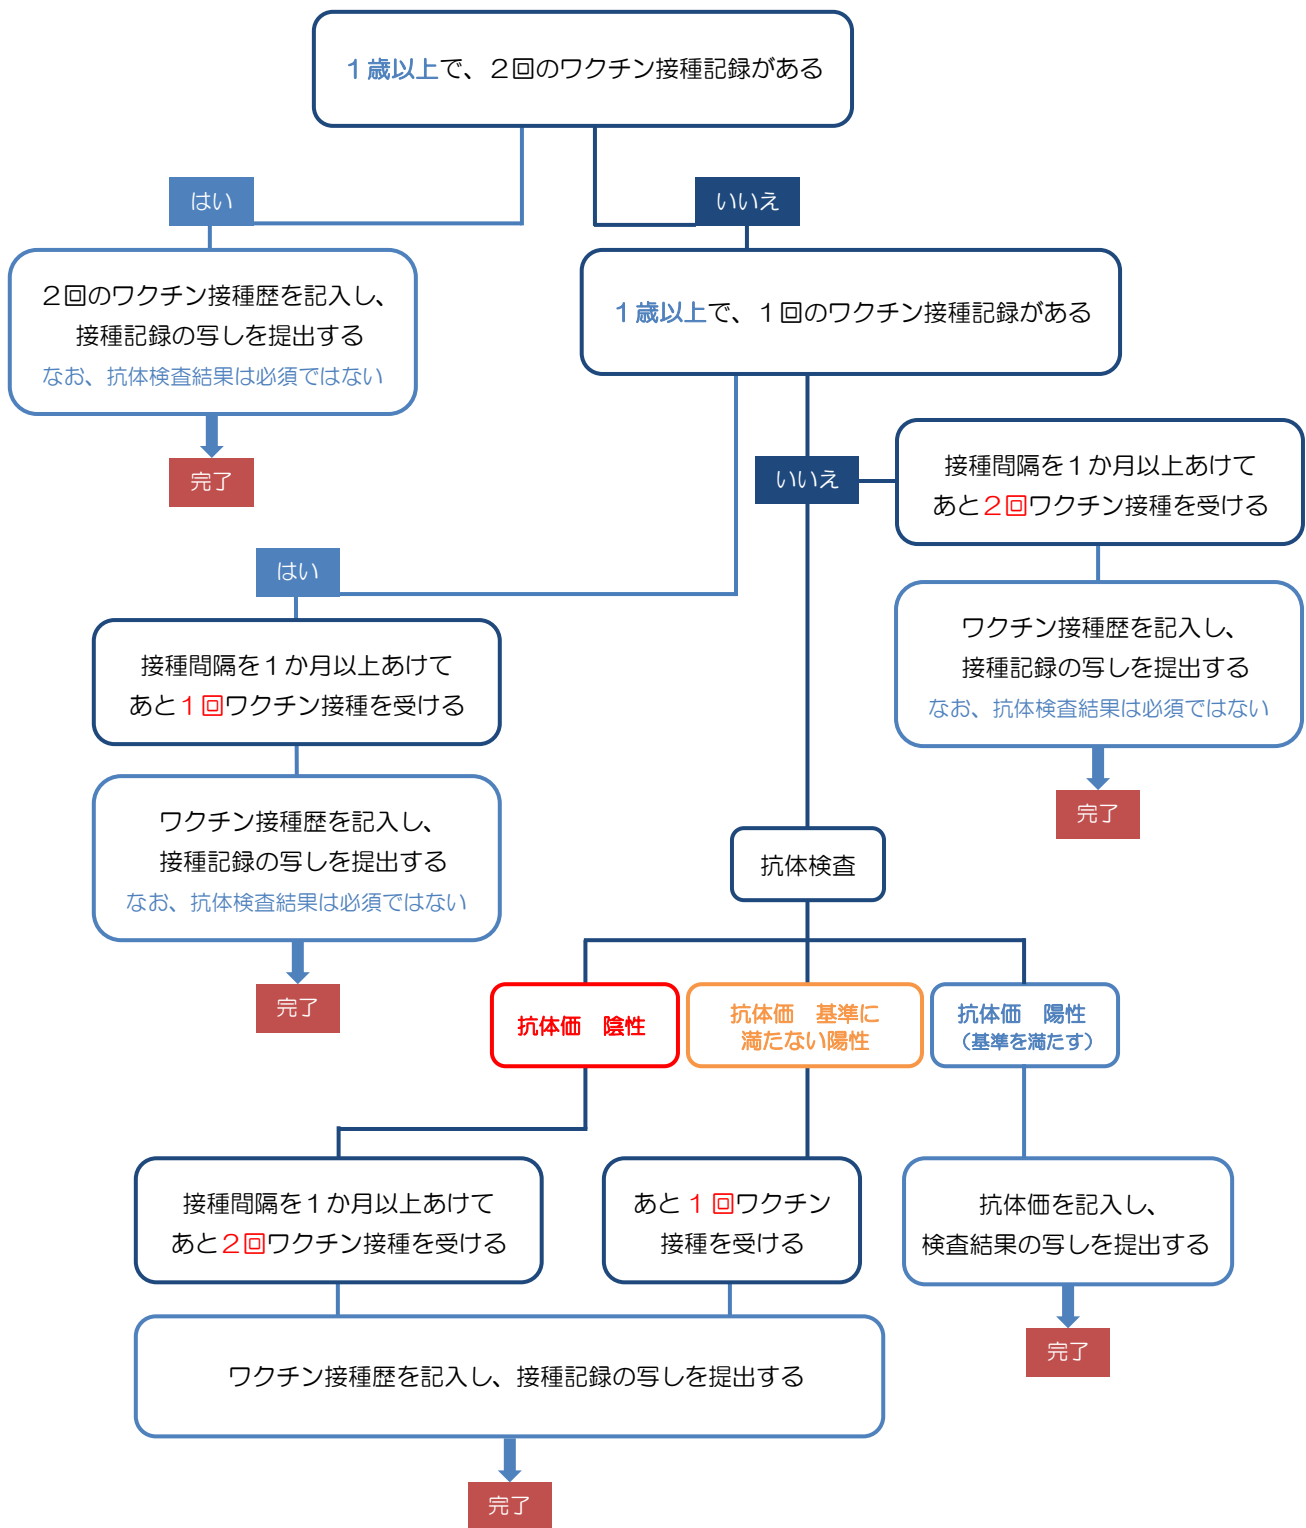 １歳以上で、２回のワクチン接種記録がある
はい
いいえ
２回のワクチン接種歴を記入し、
接種記録の写しを提出する
なお、抗体検査結果は必須ではない
完了
１歳以上で、１回のワクチン接種記録がある
いいえ
接種間隔を１か月以上あけて
あと２回ワクチン接種を受ける
ワクチン接種歴を記入し、
接種記録の写しを提出する
なお、抗体検査結果は必須ではない
完了
はい
接種間隔を１か月以上あけて
あと１回ワクチン接種を受ける
ワクチン接種歴を記入し、
接種記録の写しを提出する
なお、抗体検査結果は必須ではない
完了
抗体検査
抗体価　陰性
抗体価　基準に
満たない陽性
抗体価　陽性
（基準を満たす）
接種間隔を１か月以上あけて
あと２回ワクチン接種を受ける
あと１回ワクチン
接種を受ける
抗体価を記入し、
検査結果の写しを提出する
完了
ワクチン接種歴を記入し、接種記録の写しを提出する
完了